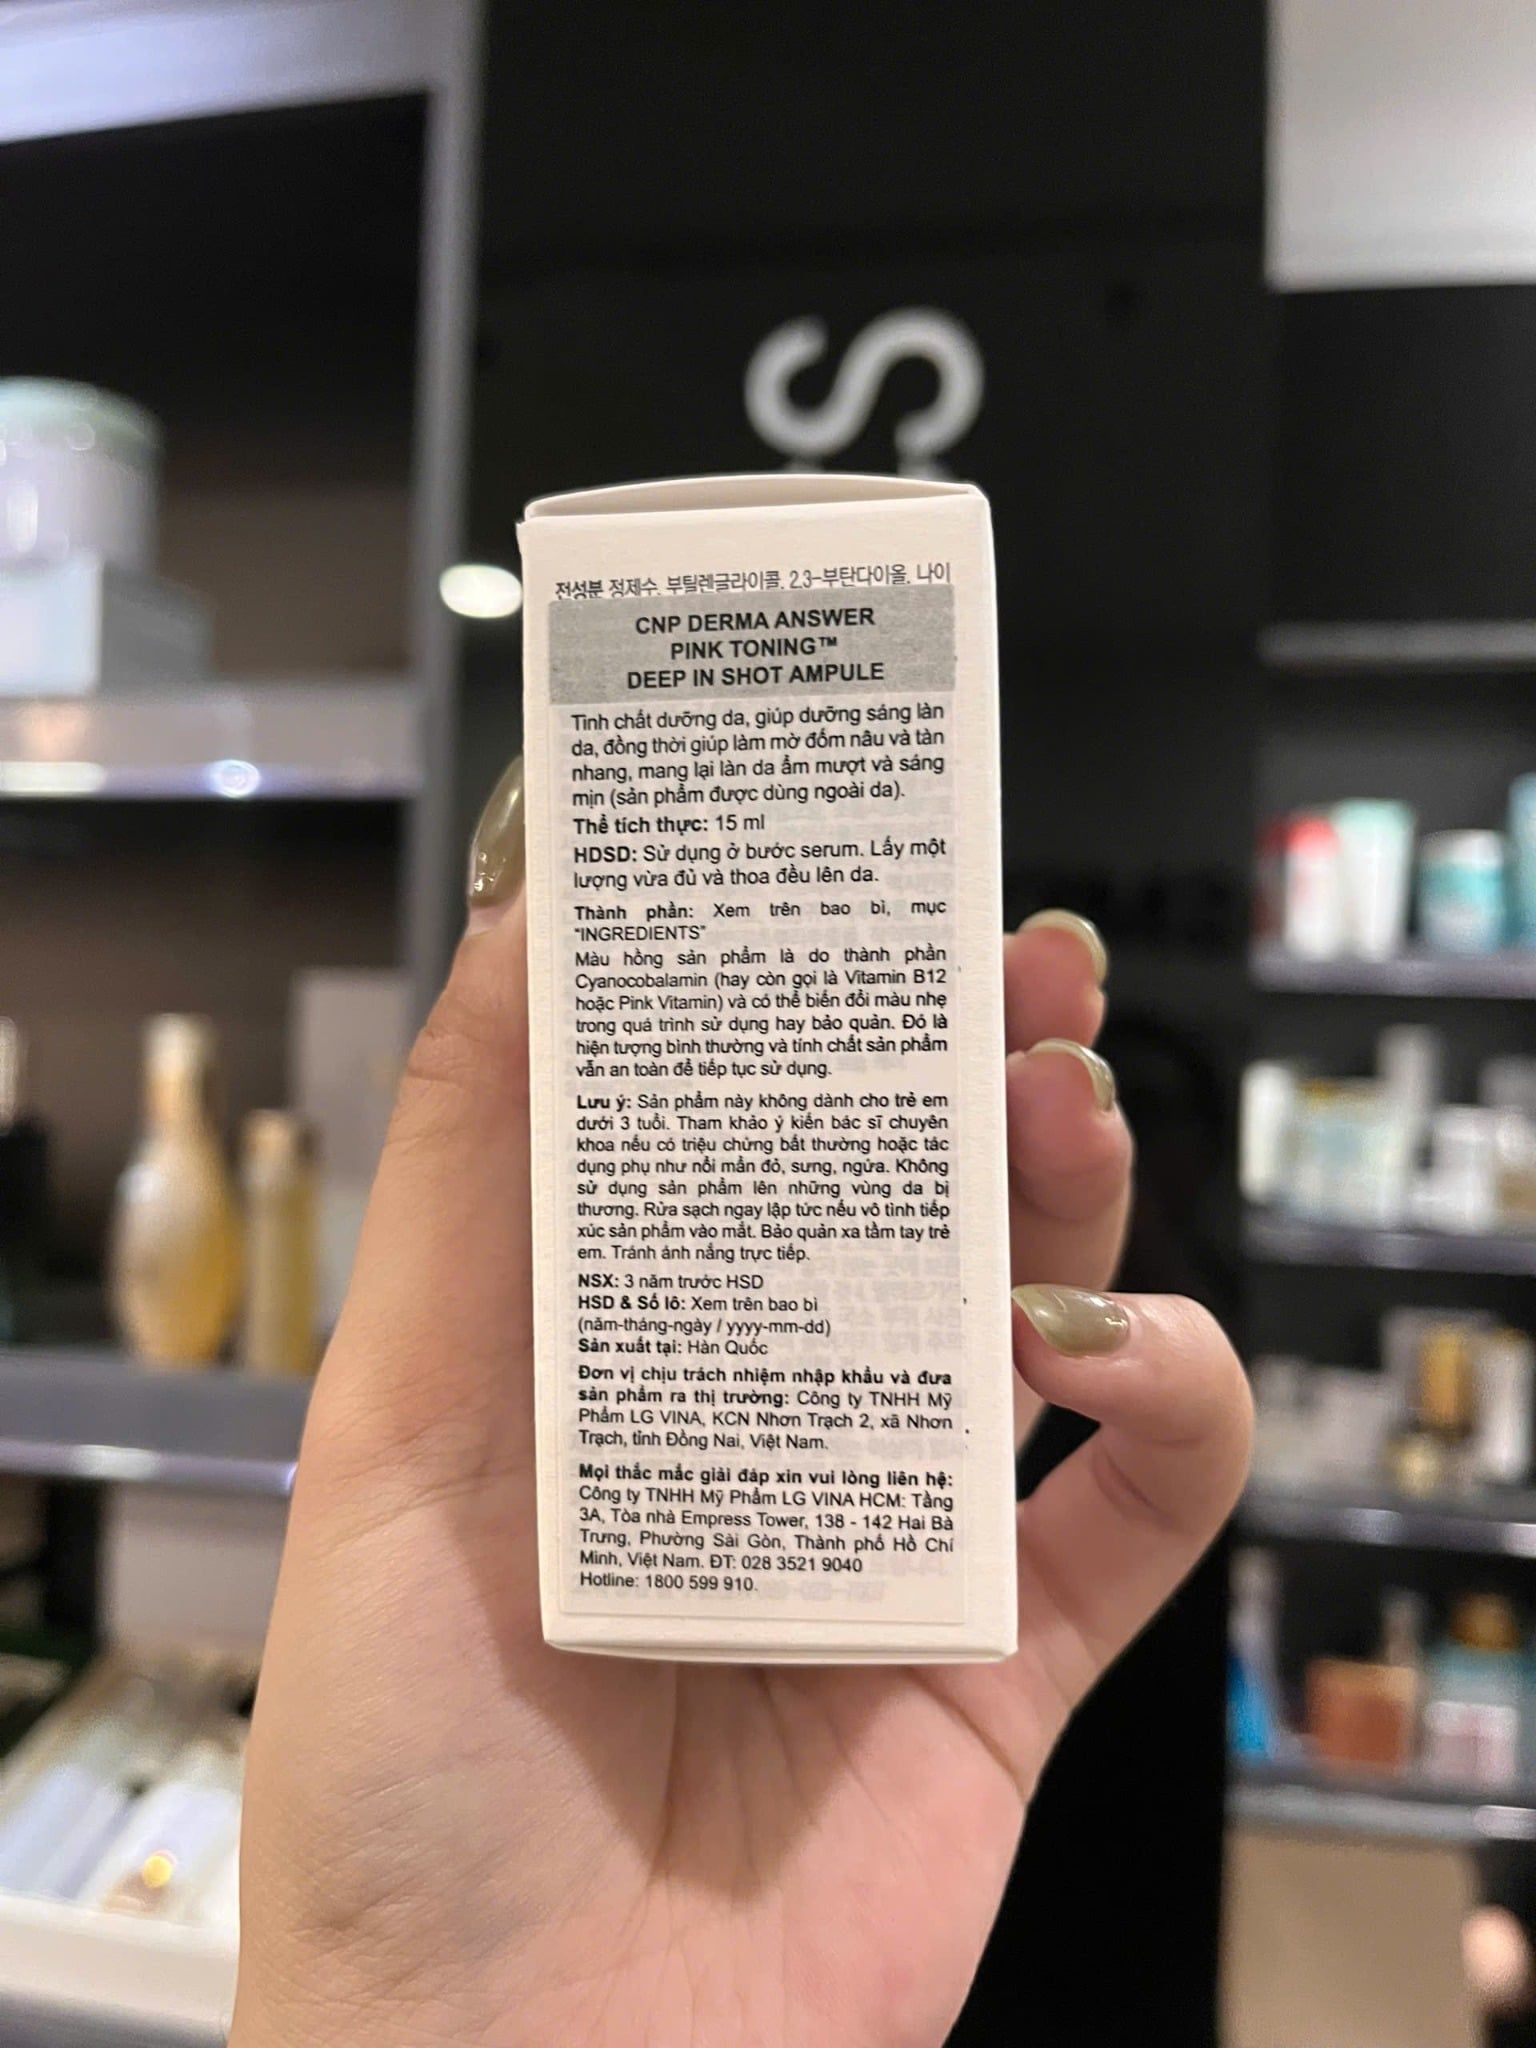 전성분 정제수, 부틸렌글라이콜, 2,3-부탄다이올, 나이
CNP DERMA ANSWER
PINK TONING™
DEEP IN SHOT AMPULE
Tinh chất dưỡng da, giúp dưỡng sáng làn
da, đồng thời giúp làm mờ đốm nâu và tàn
nhang, mang lại làn da ẩm mượt và sáng
mịn (sản phẩm được dùng ngoài da).
Thể tích thực: 15 ml
HDSD: Sử dụng ở bước serum. Lấy một
lượng vừa đủ và thoa đều lên da.
Thành phần: Xem trên bao bì, mục
"INGREDIENTS"
Màu hồng sản phẩm là do thành phần
Cyanocobalamin (hay còn gọi là Vitamin B12
hoặc Pink Vitamin) và có thể biến đổi màu nhẹ
trong quá trình sử dụng hay bảo quản. Đó là
hiện tượng bình thường và tính chất sản phẩm
vẫn an toàn để tiếp tục sử dụng.
Lưu ý: Sản phẩm này không dành cho trẻ em
dưới 3 tuổi. Tham khảo ý kiến bác sĩ chuyên
khoa nếu có triệu chứng bất thường hoặc tác
dụng phụ như nổi mẩn đỏ, sưng, ngứa. Không
sử dụng sản phẩm lên những vùng da bị
thương. Rửa sạch ngay lập tức nếu vô tình tiếp
xúc sản phẩm vào mắt. Bảo quản xa tầm tay trẻ
em. Tránh ánh nắng trực tiếp.
NSX: 3 năm trước HSD
HSD & Số lô: Xem trên bao bì
(năm-tháng-ngày / yyyy-mm-dd)
Sản xuất tại: Hàn Quốc
Đơn vị chịu trách nhiệm nhập khẩu và đưa
sản phẩm ra thị trường: Công ty TNHH Mỹ
Phẩm LG VINA, KCN Nhơn Trạch 2, xã Nhơn
Trạch, tỉnh Đồng Nai, Việt Nam.
Mọi thắc mắc giải đáp xin vui lòng liên hệ:
Công ty TNHH Mỹ Phẩm LG VINA HCM: Tầng
3A, Tòa nhà Empress Tower, 138 - 142 Hai Bà
Trưng, Phường Sài Gòn, Thành phố Hồ Chí
Minh, Việt Nam. ĐT: 028 3521 9040
Hotline: 1800 599 910.